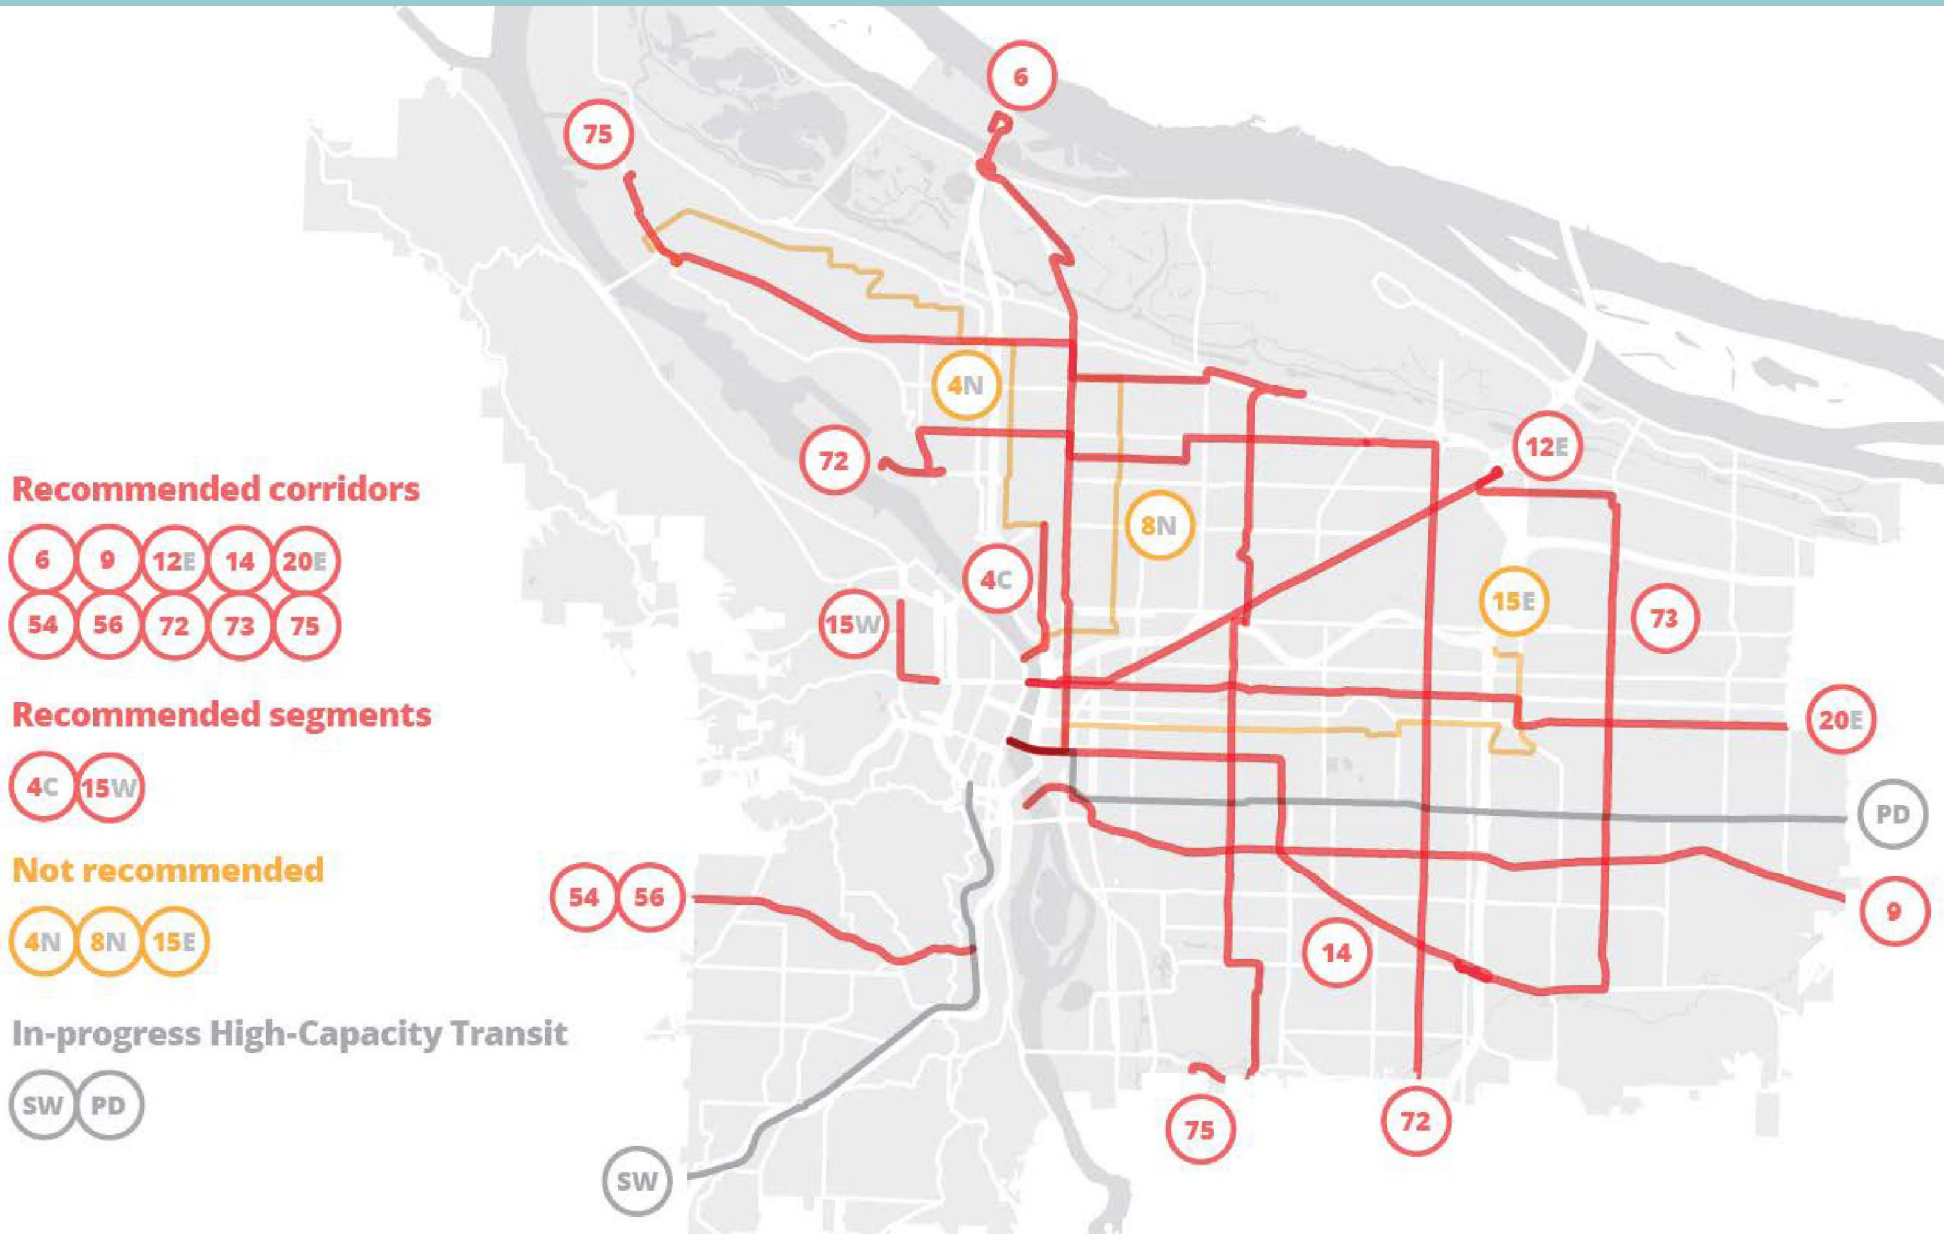 Recommended corridors
6 9 12E 14 20E
54 56 72 73 75
Recommended segments
4C 15W
Not recommended
4N 8N 15E
In-progress High-Capacity Transit
SW PD
6
75
4N
72
12E
8N
4C
15W
15E
73
20E
PD
54 56
9
14
75
72
SW